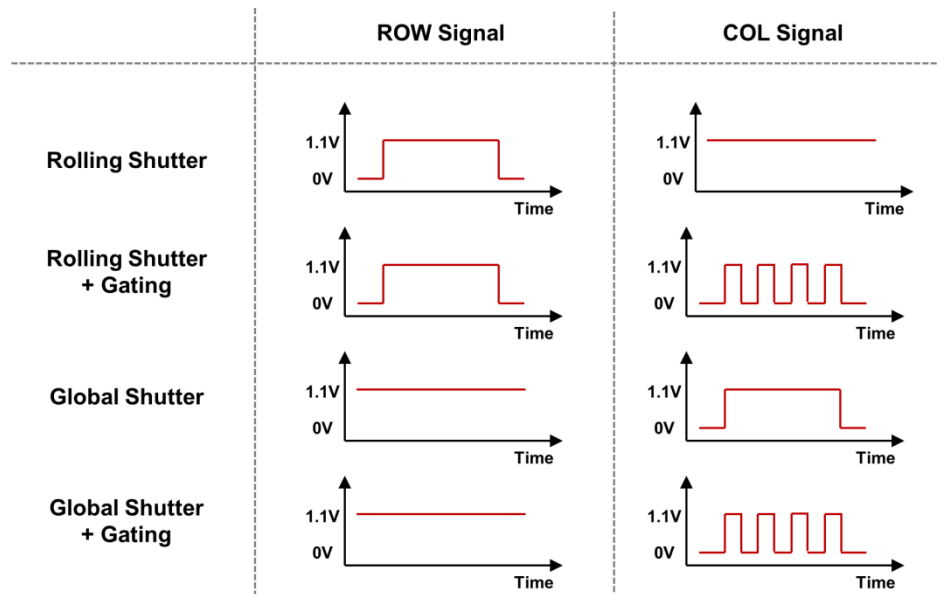 ROW Signal
COL Signal
Rolling Shutter
1.1V
0V
Time
1.1V
0V
Time
Rolling Shutter
+ Gating
1.1V
0V
Time
1.1V
0V
Time
Global Shutter
1.1V
0V
Time
1.1V
0V
Time
Global Shutter
+ Gating
1.1V
0V
Time
1.1V
0V
Time